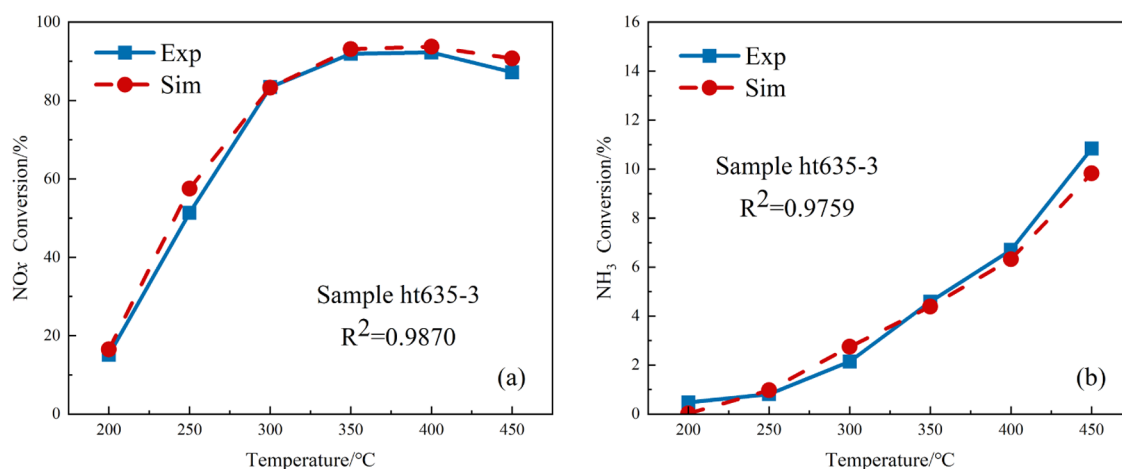 100
80
60
40
20
0
NOx Conversion/%
Exp
Sim
Sample ht635-3
R²=0.9870
(a)
200 250 300 350 400 450
Temperature/°C
16
14
12
10
8
6
4
2
0
NH₃ Conversion/%
Exp
Sim
Sample ht635-3
R²=0.9759
(b)
200 250 300 350 400 450
Temperature/°C